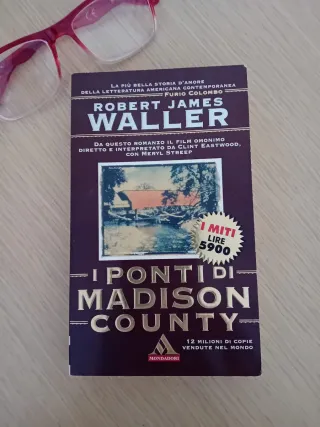 LA PIÙ BELLA STORIA D'AMORE
DELLA LETTERATURA AMERICANA CONTEMPORANEA
FURIO COLOMBO
ROBERT JAMES
WALLER
DA QUESTO ROMANZO IL FILM OMONIMO
DIRETTO E INTERPRETATO DA CLINT EASTWOOD,
CON MERYL STREEP
I MITI
LIRE
5900
I PONTI DI
MADISON
COUNTY
MONDADORI
12 MILIONI DI COPIE
VENDUTE NEL MONDO